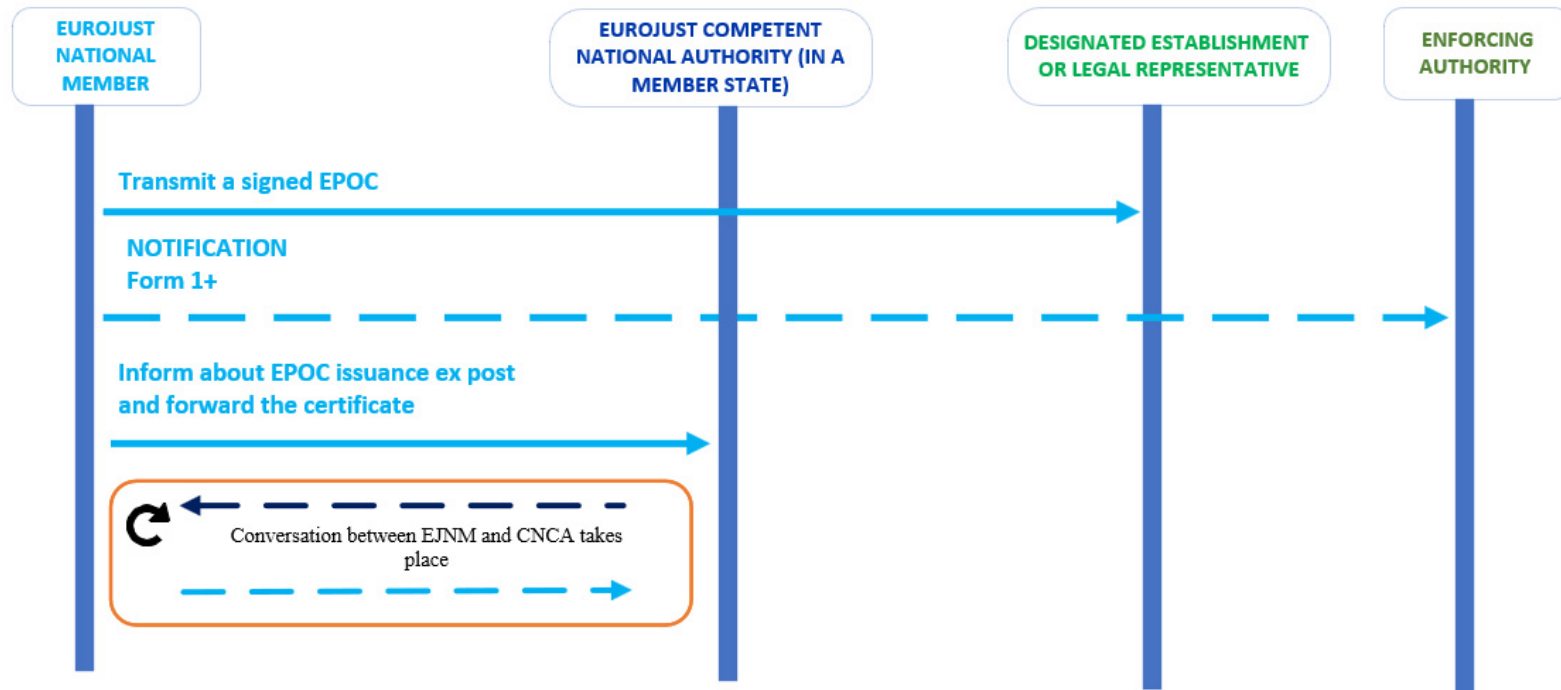 EUROJUST
NATIONAL
MEMBER
EUROJUST COMPETENT
NATIONAL AUTHORITY (IN A
MEMBER STATE)
DESIGNATED ESTABLISHMENT
OR LEGAL REPRESENTATIVE
ENFORCING
AUTHORITY
Transmit a signed EPOC
NOTIFICATION
Form 1+
Inform about EPOC issuance ex post
and forward the certificate
Conversation between EJNM and CNCA takes
place